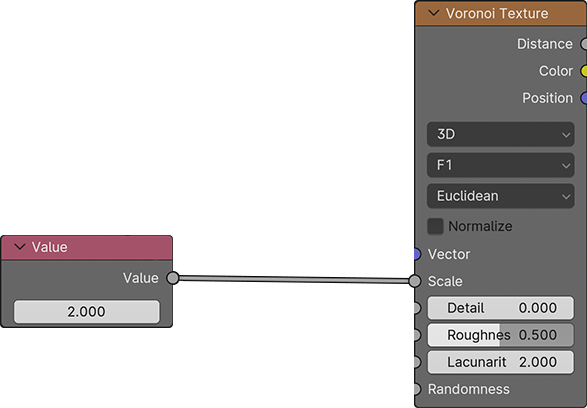 Voronoi Texture
Distance
Color
Position
3D
F1
Euclidean
Normalize
Value
Vector
Value
Scale
2.000
Detail 0.000
Roughnes 0.500
Lacunarit 2.000
Randomness